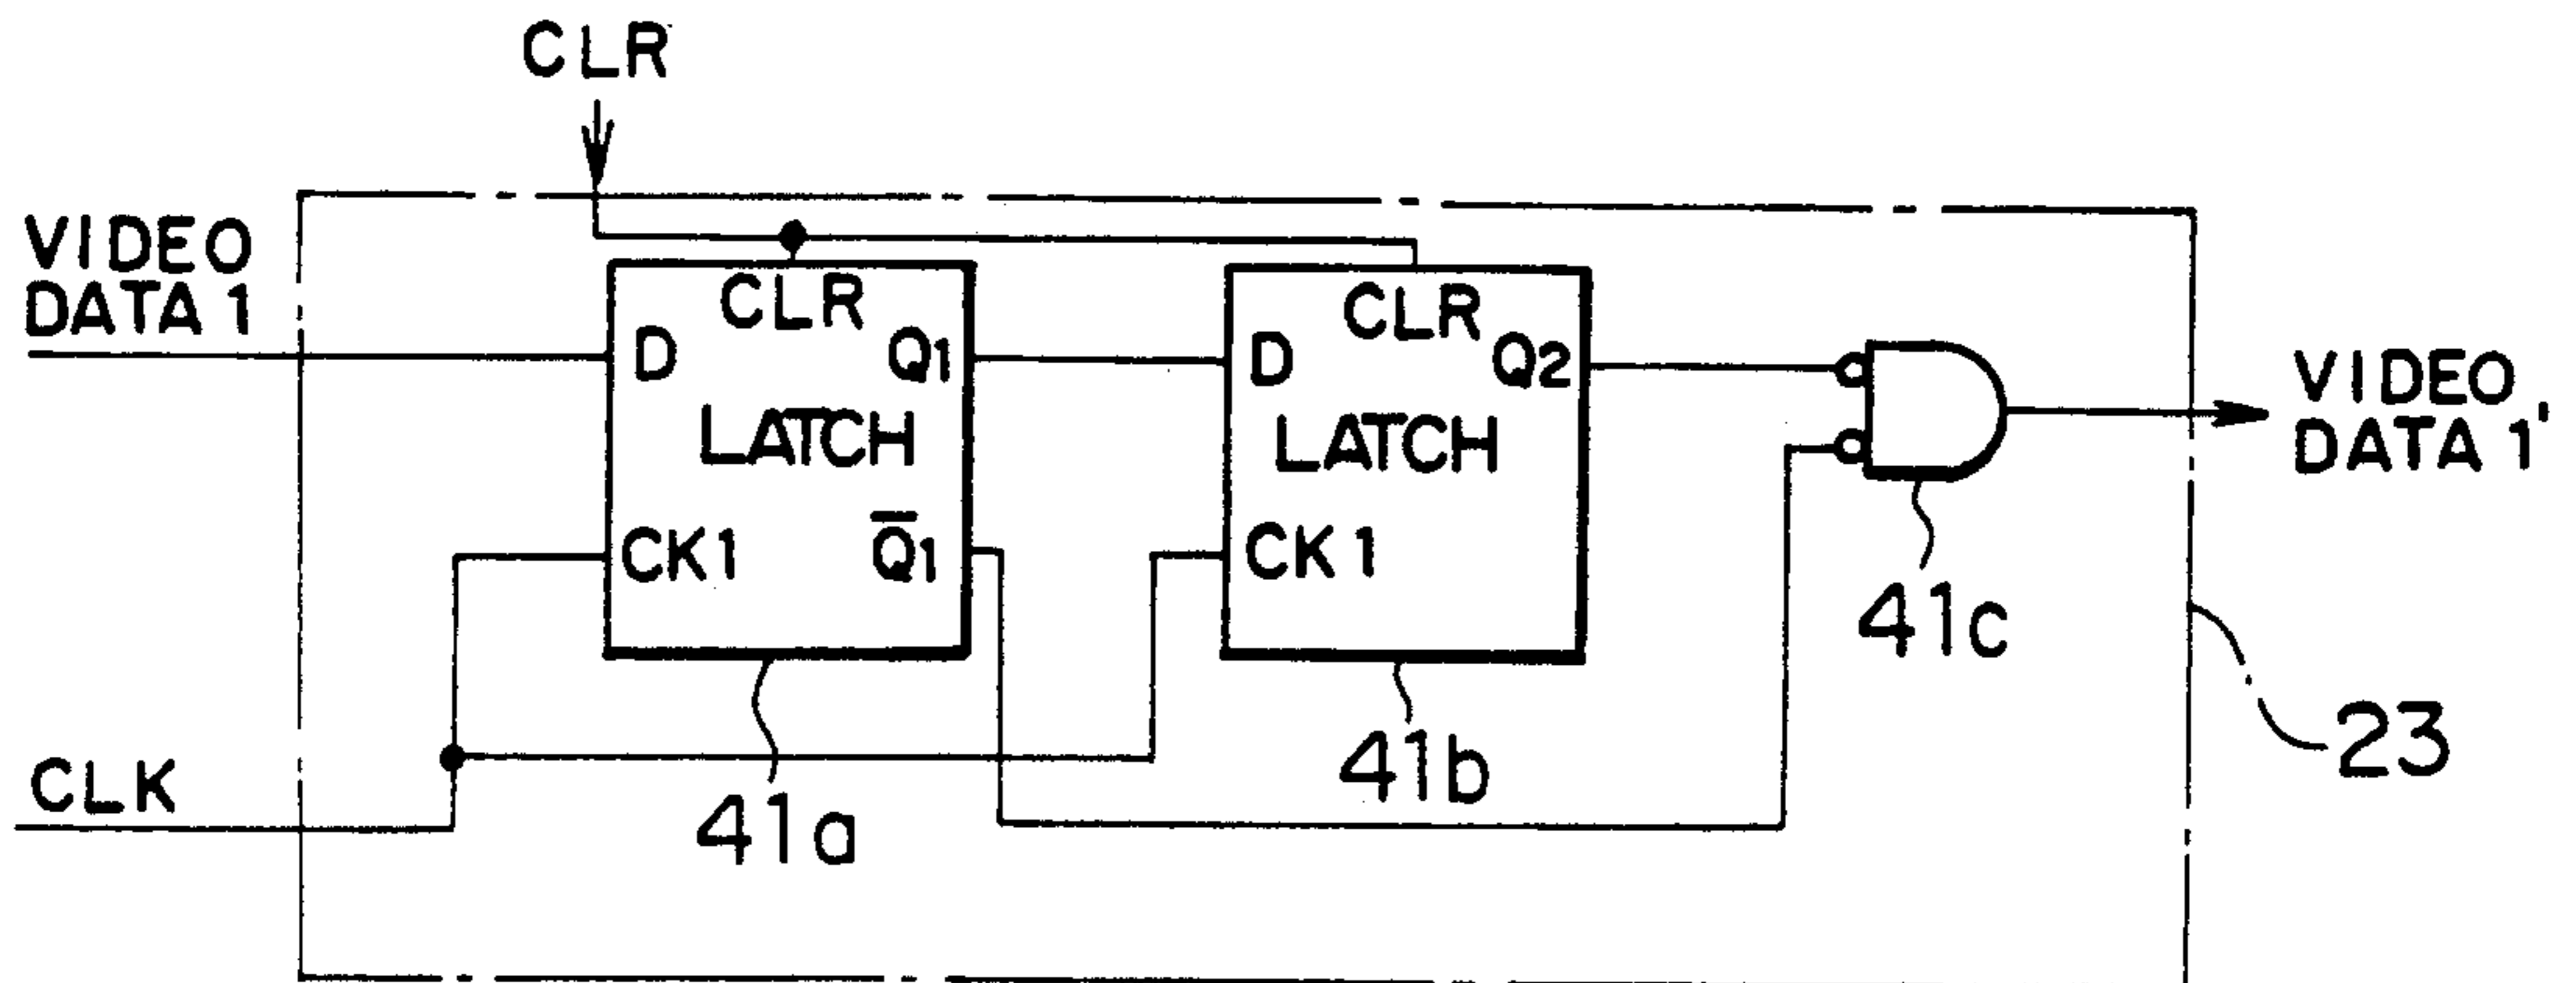 CLR
VIDEO
DATA 1
CLK
CLR
D
Q1
LATCH
CK1
Q̅1
41a
CLR
D
Q2
LATCH
CK1
41b
41c
VIDEO
DATA 1'
23